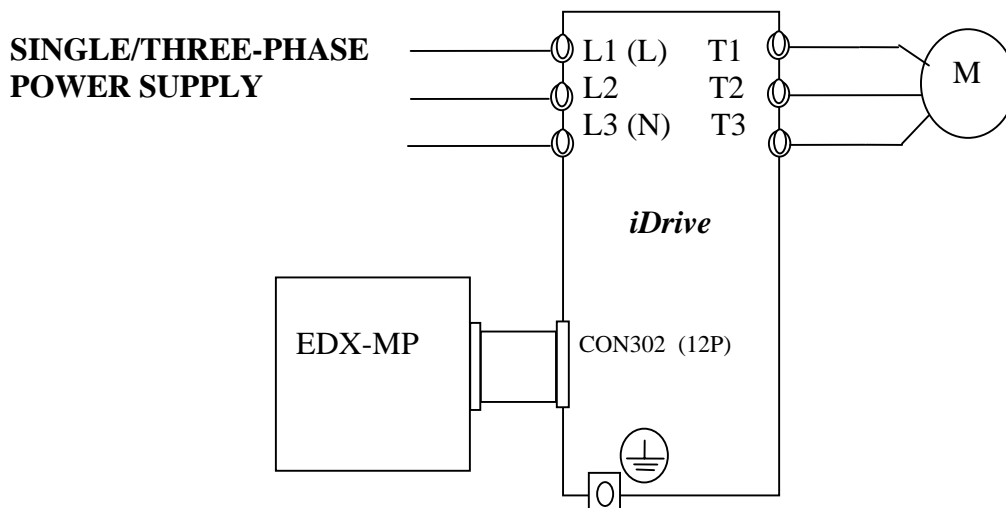 SINGLE/THREE-PHASE
POWER SUPPLY
L1 (L) T1
L2 T2
L3 (N) T3
M
iDrive
EDX-MP
CON302 (12P)